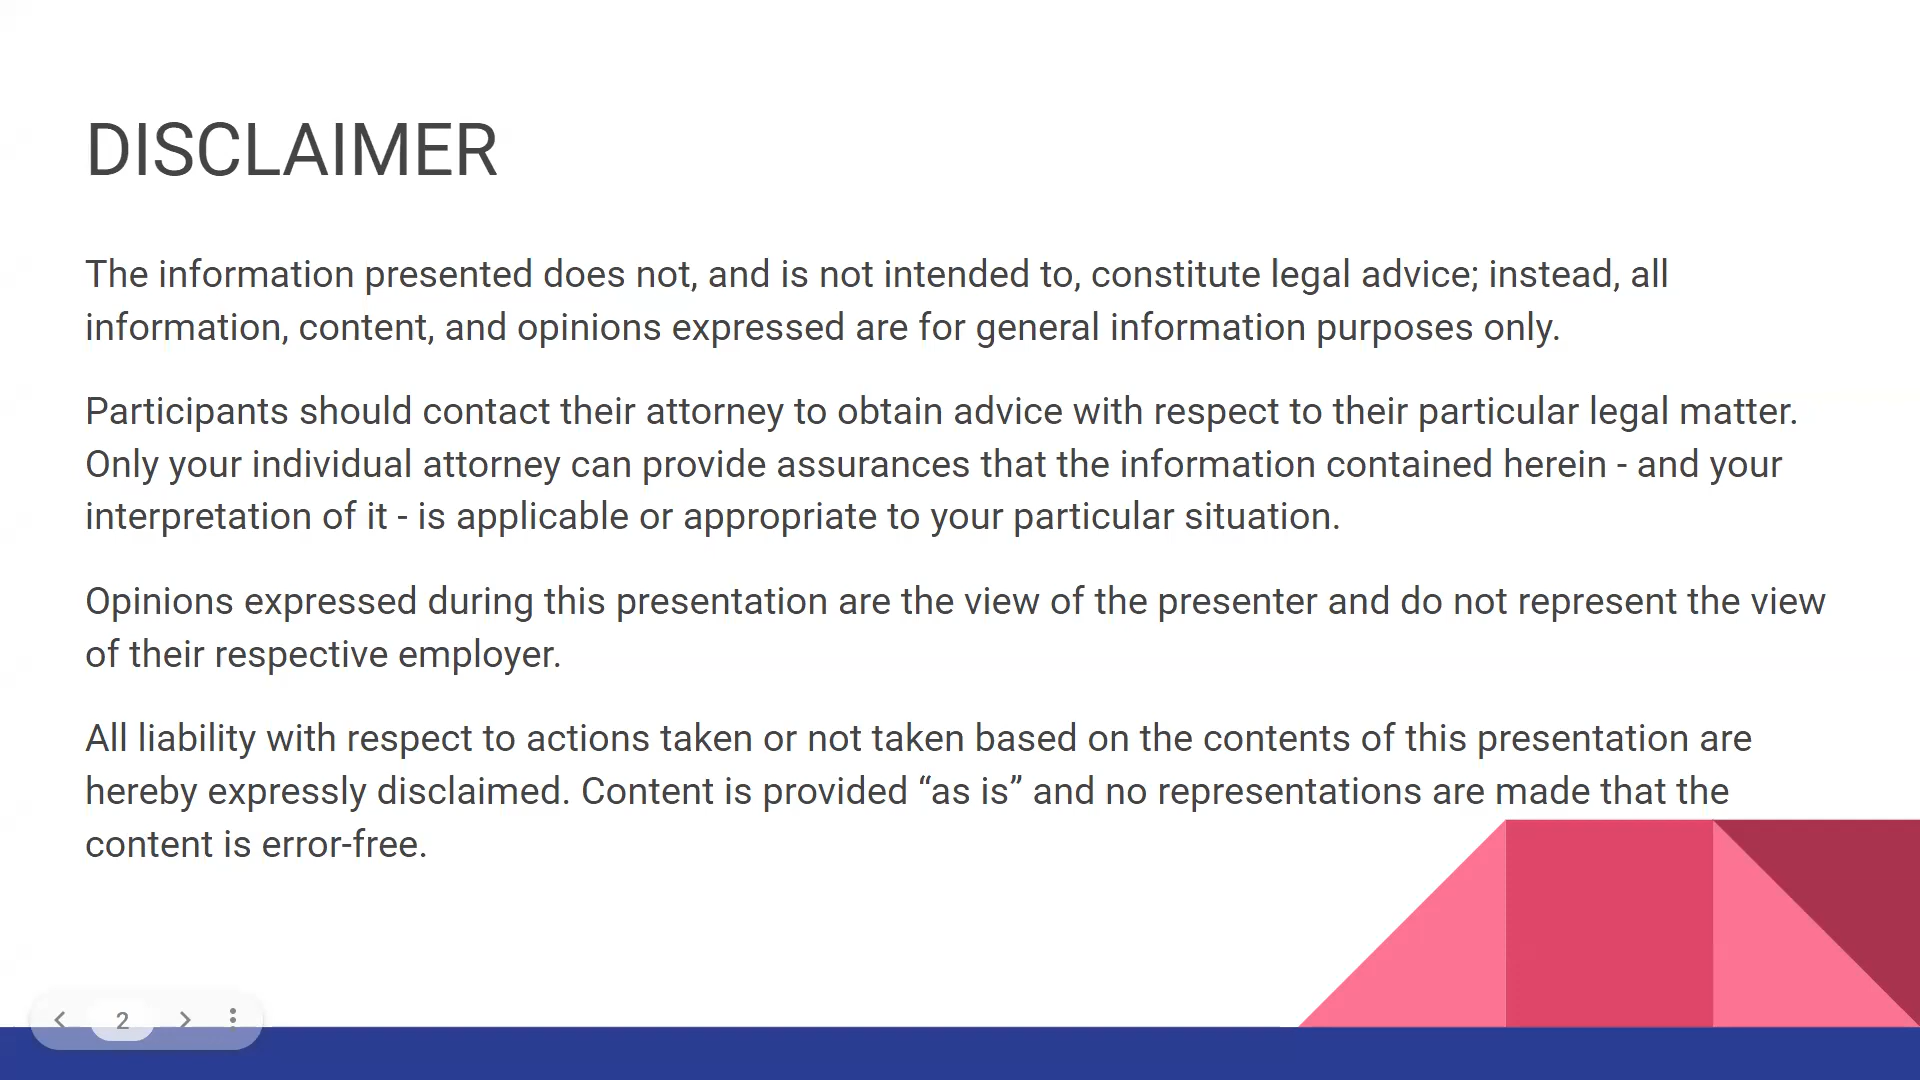 DISCLAIMER
The information presented does not, and is not intended to, constitute legal advice; instead, all
information, content, and opinions expressed are for general information purposes only.
Participants should contact their attorney to obtain advice with respect to their particular legal matter.
Only your individual attorney can provide assurances that the information contained herein - and your
interpretation of it - is applicable or appropriate to your particular situation.
Opinions expressed during this presentation are the view of the presenter and do not represent the view
of their respective employer.
All liability with respect to actions taken or not taken based on the contents of this presentation are
hereby expressly disclaimed. Content is provided “as is” and no representations are made that the
content is error-free.
2